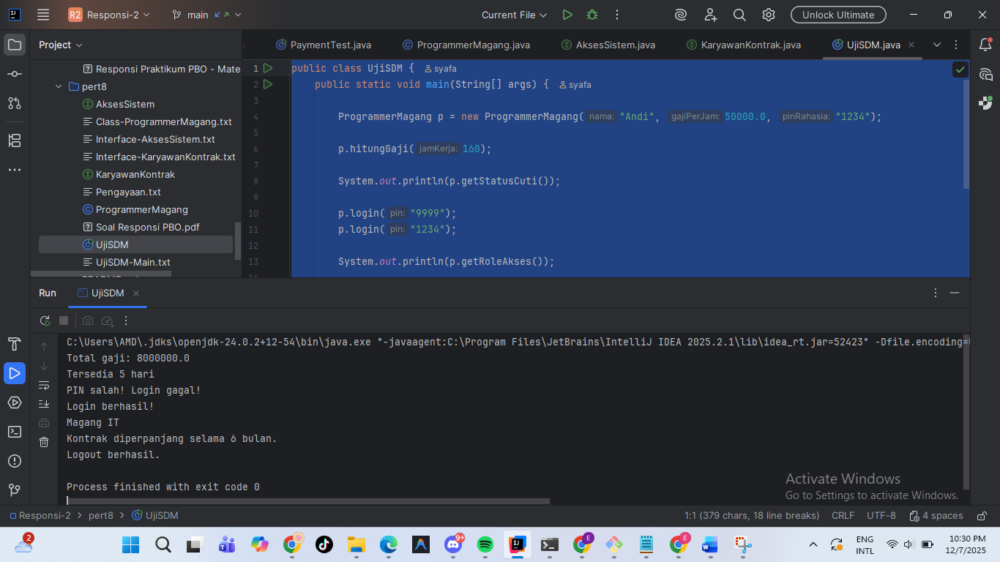 R2 Responsi-2 main Current File Unlock Ultimate
Project
PaymentTest.java ProgrammerMagang.java AksesSistem.java KaryawanKontrak.java UjiSDM.java
Responsi Praktikum PBO - Mate
pert8
AksesSistem
Class-ProgrammerMagang.txt
Interface-AksesSistem.txt
Interface-KaryawanKontrak.txt
KaryawanKontrak
Pengayaan.txt
ProgrammerMagang
Soal Responsi PBO.pdf
UjiSDM
UjiSDM-Main.txt
1 public class UjiSDM { syafa
2 public static void main(String[] args) { syafa
3
4 ProgrammerMagang p = new ProgrammerMagang( nama: "Andi", gajiPerJam: 50000.0, pinRahasia: "1234");
5
6 p.hitungGaji( jamKerja: 160);
7
8 System.out.println(p.getStatusCuti());
9
10 p.login( pin: "9999");
11 p.login( pin: "1234");
12
13 System.out.println(p.getRoleAkses());
Run UjiSDM
C:\Users\AMD\.jdks\openjdk-24.0.2+12-54\bin\java.exe "-javaagent:C:\Program Files\JetBrains\IntelliJ IDEA 2025.2.1\lib\idea_rt.jar=52423" -Dfile.encoding=
Total gaji: 8000000.0
Tersedia 5 hari
PIN salah! Login gagal!
Login berhasil!
Magang IT
Kontrak diperpanjang selama 6 bulan.
Logout berhasil.
Process finished with exit code 0
Activate Windows
Go to Settings to activate Windows.
Responsi-2 pert8 UjiSDM 1:1 (379 chars, 18 line breaks) CRLF UTF-8 4 spaces
2
9+
E
E
ENG
INTL
10:30 PM
12/7/2025